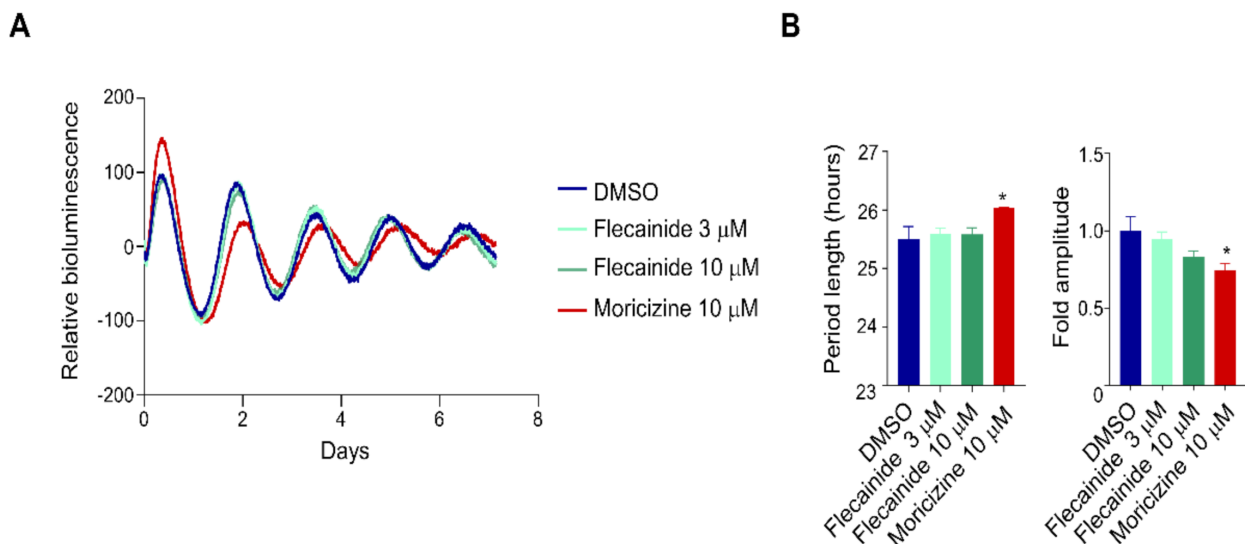 A
B
Relative bioluminescence
200
100
0
-100
-200
0
2
4
6
8
Days
DMSO
Flecainide 3 μM
Flecainide 10 μM
Moricizine 10 μM
Period length (hours)
27
26
25
24
23
*
DMSO
Flecainide 3 μM
Flecainide 10 μM
Moricizine 10 μM
Fold amplitude
1.5
1.0
0.5
0
*
DMSO
Flecainide 3 μM
Flecainide 10 μM
Moricizine 10 μM